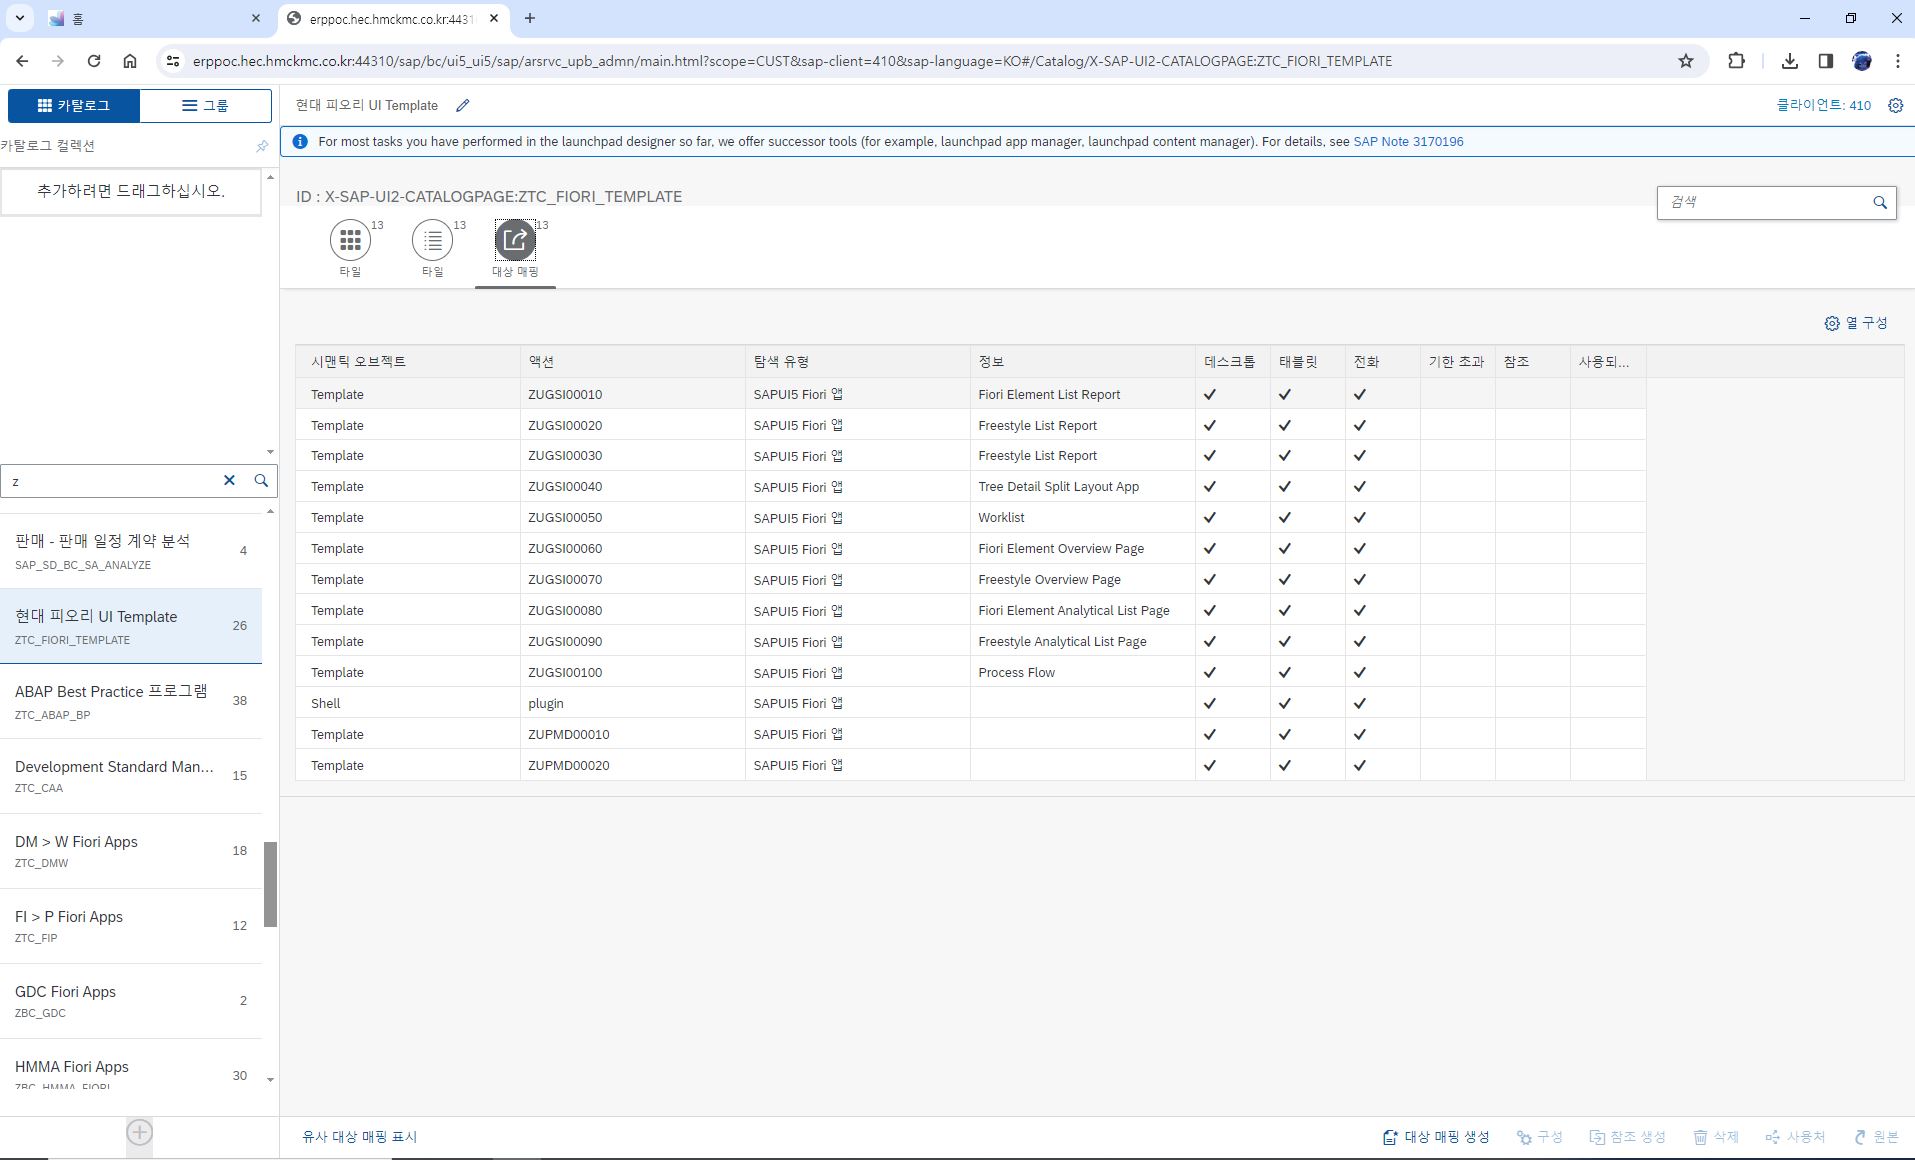 홈
erppoc.hec.hmckmc.co.kr:4431
erppoc.hec.hmckmc.co.kr:44310/sap/bc/ui5_ui5/sap/arsrvc_upb_admn/main.html?scope=CUST&sap-client=410&sap-language=KO#/Catalog/X-SAP-UI2-CATALOGPAGE:ZTC_FIORI_TEMPLATE
카탈로그 그룹
현대 피오리 UI Template
클라이언트: 410
카탈로그 컬렉션
For most tasks you have performed in the launchpad designer so far, we offer successor tools (for example, launchpad app manager, launchpad content manager). For details, see SAP Note 3170196
추가하려면 드래그하십시오.
ID : X-SAP-UI2-CATALOGPAGE:ZTC_FIORI_TEMPLATE
검색
13 13 13
타일 타일 대상 매핑
열 구성
시맨틱 오브젝트 액션 탐색 유형 정보 데스크톱 태블릿 전화 기한 초과 참조 사용되...
Template ZUGSI00010 SAPUI5 Fiori 앱 Fiori Element List Report
Template ZUGSI00020 SAPUI5 Fiori 앱 Freestyle List Report
Template ZUGSI00030 SAPUI5 Fiori 앱 Freestyle List Report
Template ZUGSI00040 SAPUI5 Fiori 앱 Tree Detail Split Layout App
Template ZUGSI00050 SAPUI5 Fiori 앱 Worklist
Template ZUGSI00060 SAPUI5 Fiori 앱 Fiori Element Overview Page
Template ZUGSI00070 SAPUI5 Fiori 앱 Freestyle Overview Page
Template ZUGSI00080 SAPUI5 Fiori 앱 Fiori Element Analytical List Page
Template ZUGSI00090 SAPUI5 Fiori 앱 Freestyle Analytical List Page
Template ZUGSI00100 SAPUI5 Fiori 앱 Process Flow
Shell plugin SAPUI5 Fiori 앱
Template ZUPMD00010 SAPUI5 Fiori 앱
Template ZUPMD00020 SAPUI5 Fiori 앱
z
판매 - 판매 일정 계약 분석 4
SAP_SD_BC_SA_ANALYZE
현대 피오리 UI Template 26
ZTC_FIORI_TEMPLATE
ABAP Best Practice 프로그램 38
ZTC_ABAP_BP
Development Standard Man... 15
ZTC_CAA
DM > W Fiori Apps 18
ZTC_DMW
FI > P Fiori Apps 12
ZTC_FIP
GDC Fiori Apps 2
ZBC_GDC
HMMA Fiori Apps 30
ZBC_HMMA_FIORI
유사 대상 매핑 표시
대상 매핑 생성 구성 참조 생성 삭제 사용처 원본